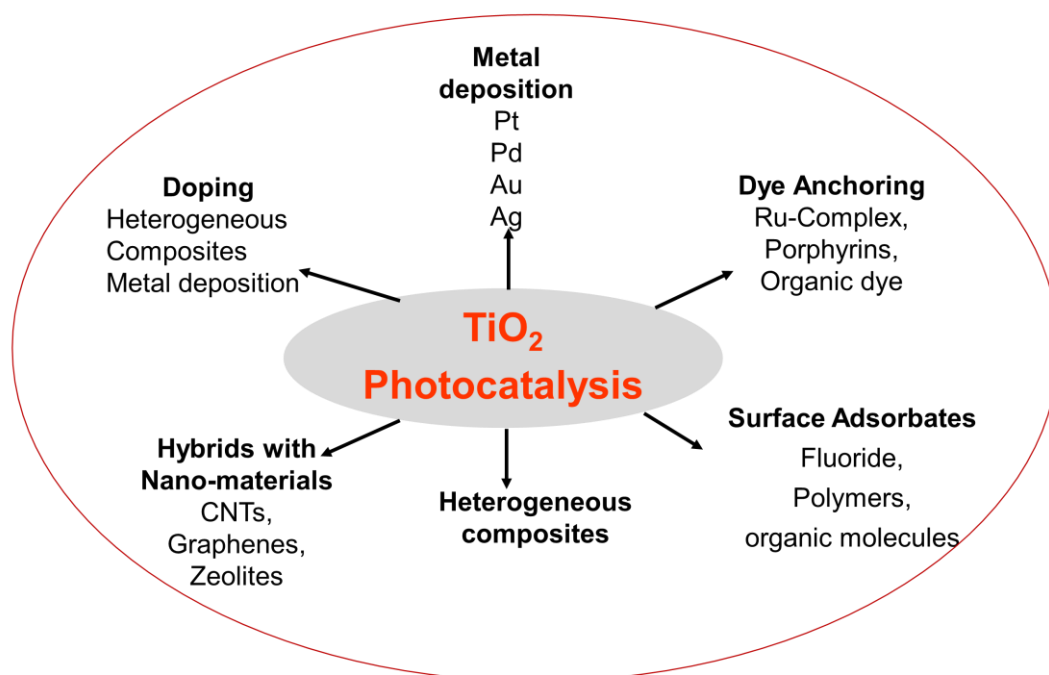 Metal
deposition
Pt
Pd
Au
Ag
Doping
Heterogeneous
Composites
Metal deposition
Dye Anchoring
Ru-Complex,
Porphyrins,
Organic dye
TiO₂
Photocatalysis
Hybrids with
Nano-materials
CNTs,
Graphenes,
Zeolites
Heterogeneous
composites
Surface Adsorbates
Fluoride,
Polymers,
organic molecules